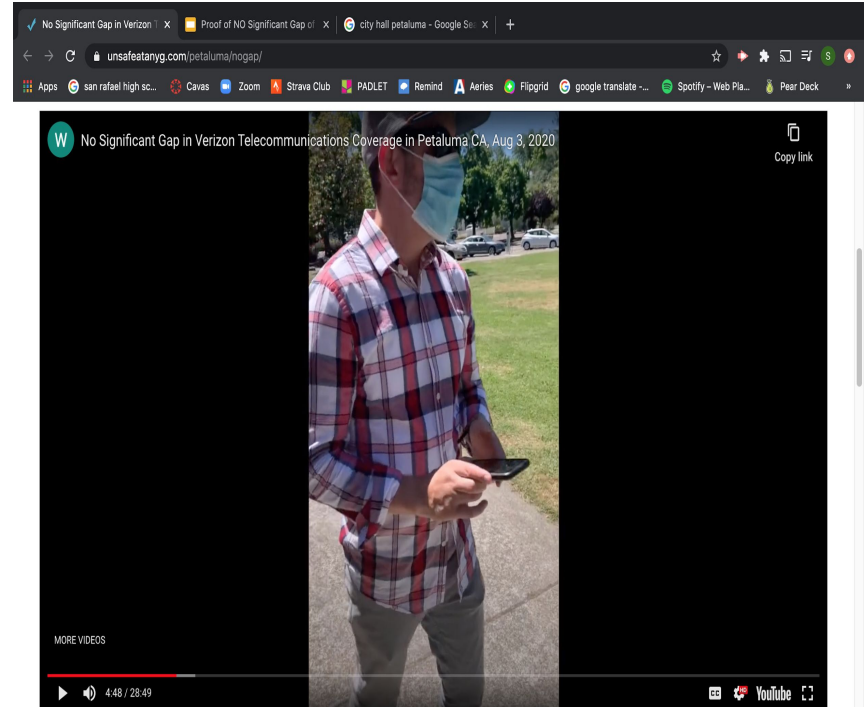 No Significant Gap in Verizon T
Proof of NO Significant Gap of
city hall petaluma - Google Sea
unsafeatanyg.com/petaluma/nogap/
S
Apps san rafael high sc... Cavas Zoom Strava Club PADLET Remind Aeries Flipgrid google translate -... Spotify – Web Pla... Pear Deck »
W No Significant Gap in Verizon Telecommunications Coverage in Petaluma CA, Aug 3, 2020
Copy link
MORE VIDEOS
4:48 / 28:49
CC HD YouTube